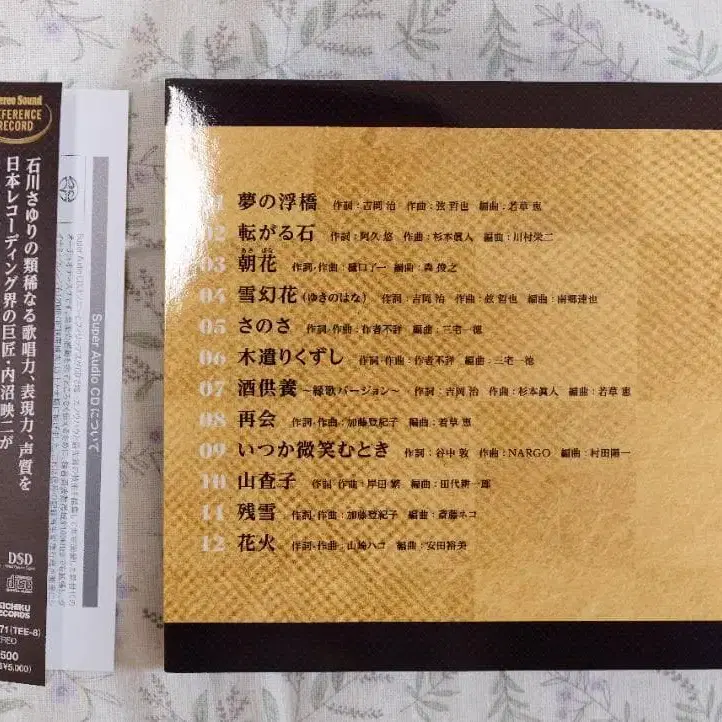 Stereo Sound
REFERENCE
RECORD
石川さゆりの類稀なる歌唱力、表現力、声質を
日本レコーディング界の巨匠・内沼映二が
DSD
KICHIKU
RECORDS
71(TEE-8)
STEREO
500
¥5,000)
Super Audio CDについて
01 夢の浮橋 作詞:吉岡 治 作曲:弦 哲也 編曲:若草 恵
02 転がる石 作詞:阿久 悠 作曲:杉本眞人 編曲:川村栄二
あさ ばな
03 朝花 作詞・作曲:樋口了一 編曲:森 俊之
04 雪幻花(ゆきのはな) 作詞:吉岡 治 作曲:弦 哲也 編曲:南郷達也
05 さのさ 作詞・作曲:作者不詳 編曲:三宅一徳
06 木遣りくずし 作詞・作曲:作者不詳 編曲:三宅一徳
07 酒供養 ～縁歌バージョン～ 作詞:吉岡 治 作曲:杉本眞人 編曲:若草 恵
08 再会 作詞・作曲:加藤登紀子 編曲:若草 恵
09 いつか微笑むとき 作詞:谷中 敦 作曲:NARGO 編曲:村田陽一
10 山査子 作詞・作曲:岸田 繁 編曲:田代耕一郎
11 残雪 作詞・作曲:加藤登紀子 編曲:斎藤ネコ
12 花火 作詞・作曲:山崎ハコ 編曲:安田裕美